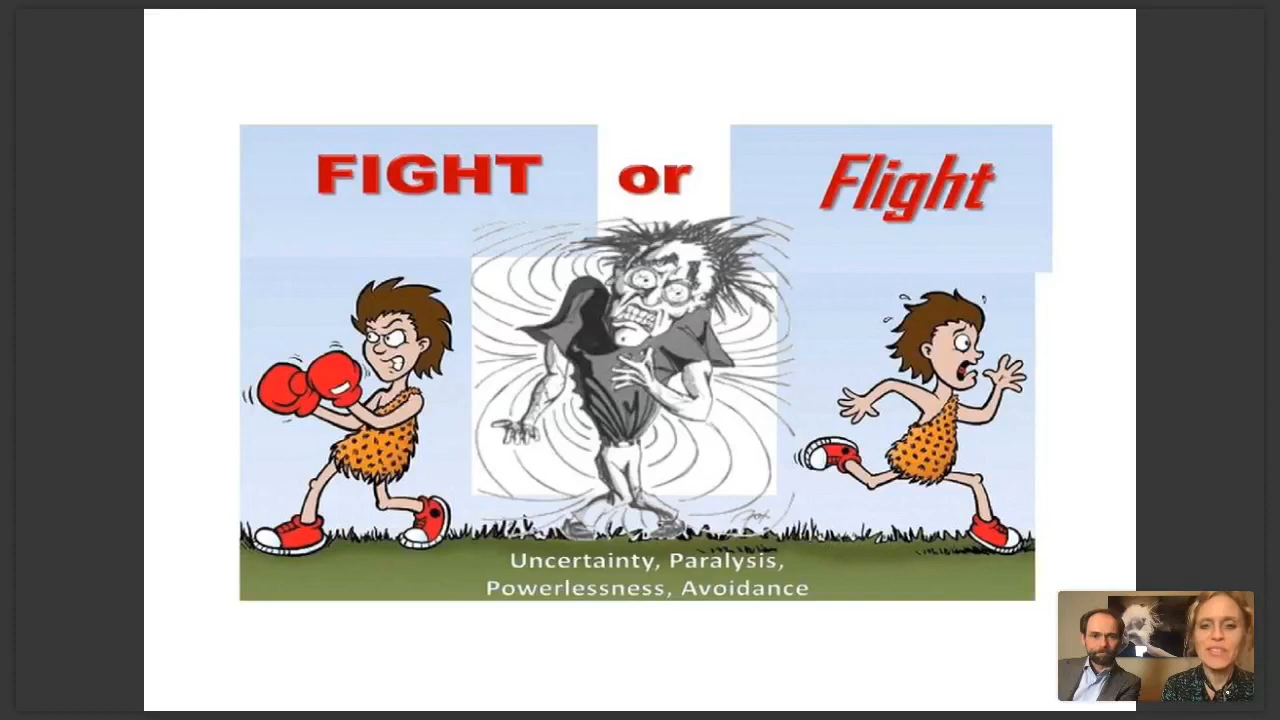 FIGHT or Flight
Uncertainty, Paralysis,
Powerlessness, Avoidance